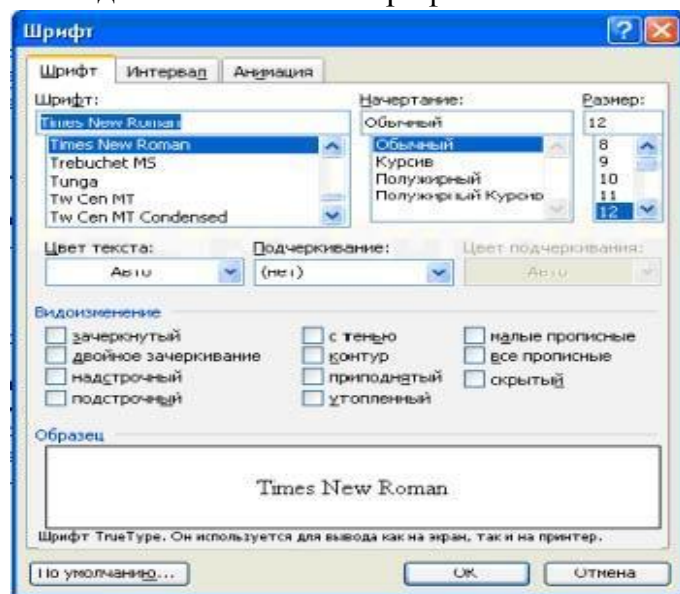 Шрифт
Шрифт Интервал Анимация
Шрифт: Начертание: Размер:
Times New Roman Обычный 12
Times New Roman Обычный 8
Trebuchet MS Курсив 9
Tunga Полужирный 10
Tw Cen MT Полужирный Курсив 11
Tw Cen MT Condensed 12
Цвет текста: Подчеркивание: Цвет подчеркивания:
Авто (нет) Авто
Видоизменение
зачеркнутый с тенью малые прописные
двойное зачеркивание контур все прописные
надстрочный приподнятый скрытый
подстрочный утопленный
Образец
Times New Roman
Шрифт TrueType. Он используется для вывода как на экран, так и на принтер.
По умолчанию... ОК Отмена